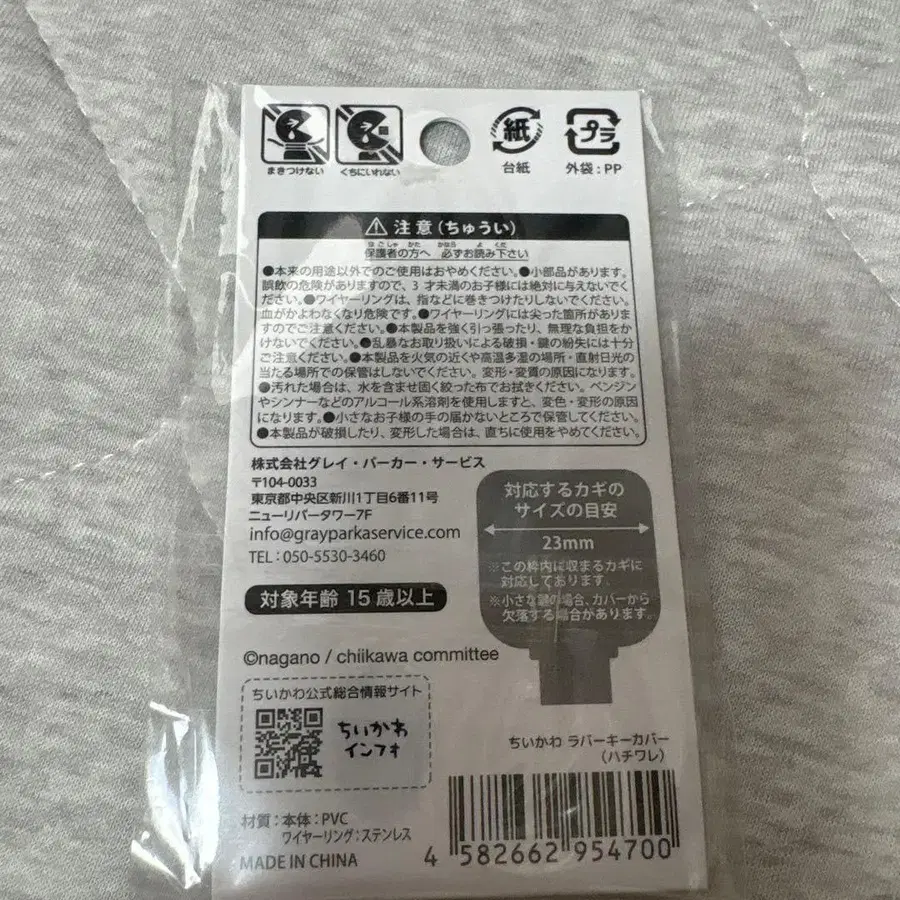 まきつけない
くちにいれない
紙
台紙
プラ
外袋:PP
注意(ちゅうい)
ほごしゃ かた かなら よ くだ
保護者の方へ 必ずお読み下さい
●本来の用途以外でのご使用はおやめください。●小部品があります。
誤飲の危険がありますので、3 才未満のお子様には絶対に与えないでく
ださい。●ワイヤーリングは、指などに巻きつけたりしないでください。
血がかよわなくなり危険です。●ワイヤーリングには尖った箇所がありま
すのでご注意ください。●本製品を強く引っ張ったり、無理な負担をか
けないでください。●乱暴なお取り扱いによる破損・鍵の紛失には十分
ご注意ください。●本製品を火気の近くや高温多湿の場所・直射日光の
当たる場所での保管はしないでください。変形・変質の原因になります。
●汚れた場合は、水を含ませ固く絞った布でお拭きください。ベンジン
やシンナーなどのアルコール系溶剤を使用しますと、変色・変形の原因
になります。●小さなお子様の手の届かないところで保管してください。
●本製品が破損したり、変形した場合は、直ちに使用をやめてください。
株式会社グレイ・パーカー・サービス
〒104-0033
東京都中央区新川1丁目6番11号
ニューリバータワー7F
info@grayparkaservice.com
TEL:050-5530-3460
対象年齢 15 歳以上
対応するカギの
サイズの目安
23mm
※この枠内に収まるカギに
対応しております。
※小さな鍵の場合、カバーから
欠落する場合があります。
©nagano / chiikawa committee
ちいかわ公式総合情報サイト
ちいかわ
インフォ
ちいかわ ラバーキーカバー
(ハチワレ)
材質:本体:PVC
ワイヤーリング:ステンレス
MADE IN CHINA
4 582662 954700